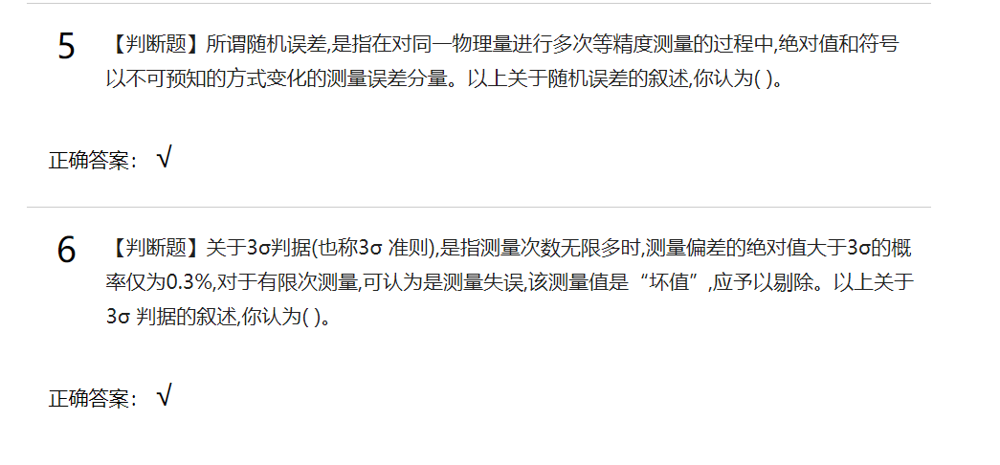 5 【判断题】所谓随机误差,是指在对同一物理量进行多次等精度测量的过程中,绝对值和符号
以不可预知的方式变化的测量误差分量。以上关于随机误差的叙述,你认为( )。
正确答案： √
6 【判断题】关于3σ判据(也称3σ 准则),是指测量次数无限多时,测量偏差的绝对值大于3σ的概
率仅为0.3%,对于有限次测量,可认为是测量失误,该测量值是“坏值”,应予以剔除。以上关于
3σ 判据的叙述,你认为( )。
正确答案： √